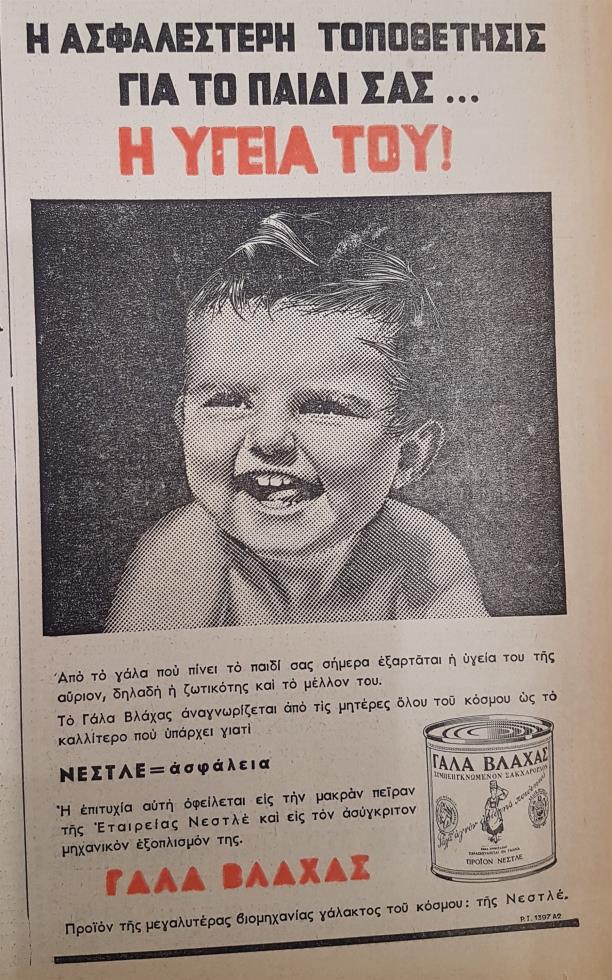 Η ΑΣΦΑΛΕΣΤΕΡΗ ΤΟΠΟΘΕΤΗΣΙΣ
ΓΙΑ ΤΟ ΠΑΙΔΙ ΣΑΣ ...
Η ΥΓΕΙΑ ΤΟΥ!
Ἀπὸ τὸ γάλα ποὺ πίνει τὸ παιδί σας σήμερα ἐξαρτᾶται ἡ ὑγεία του τῆς
αὔριον, δηλαδὴ ἡ ζωτικότης καὶ τὸ μέλλον του.
Τὸ Γάλα Βλάχας ἀναγνωρίζεται ἀπὸ τὶς μητέρες ὅλου τοῦ κόσμου ὡς τὸ
καλλίτερο ποὺ ὑπάρχει γιατὶ
ΝΕΣΤΛΕ=ἀσφάλεια
Ἡ ἐπιτυχία αὐτὴ ὀφείλεται εἰς τὴν μακρὰν πεῖραν
τῆς Ἑταιρείας Νεστλὲ καὶ εἰς τὸν ἀσύγκριτον
μηχανικὸν ἐξοπλισμόν της.
ΓΑΛΑ ΒΛΑΧΑΣ
ΣΥΜΠΕΠΥΚΝΩΜΕΝΟΝ ΣΑΚΧΑΡΟΥΧΟΝ
ΠΡΟΪΟΝ ΝΕΣΤΛΕ
ΓΑΛΑ ΒΛΑΧΑΣ
Προϊὸν τῆς μεγαλυτέρας βιομηχανίας γάλακτος τοῦ κόσμου: τῆς Νεστλέ.
P.T. 1397 A2